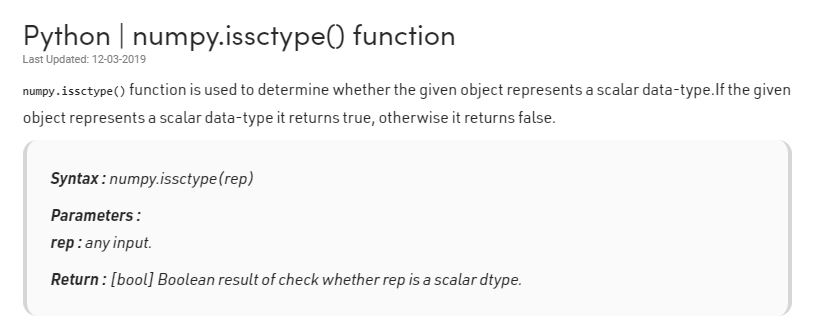 Python | numpy.issctype() function
Last Updated: 12-03-2019
numpy.issctype() function is used to determine whether the given object represents a scalar data-type.If the given
object represents a scalar data-type it returns true, otherwise it returns false.
Syntax : numpy.issctype(rep)
Parameters :
rep : any input.
Return : [bool] Boolean result of check whether rep is a scalar dtype.